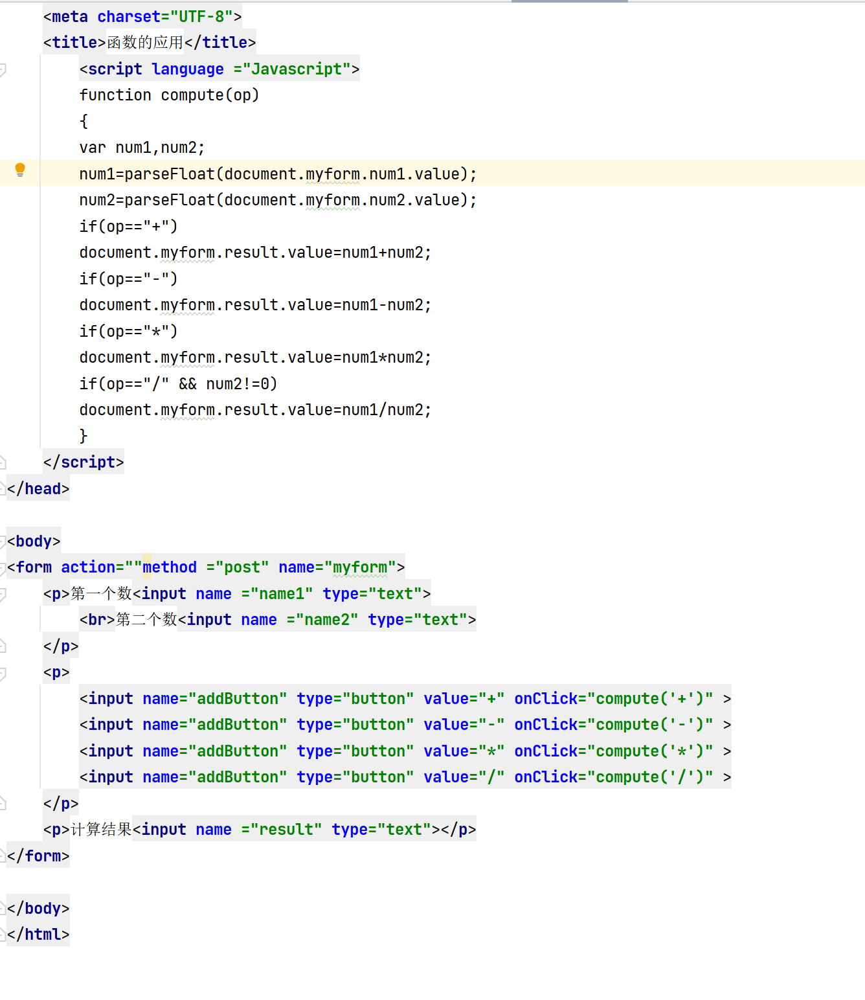 <meta charset="UTF-8">
<title>函数的应用</title>
<script language ="Javascript">
function compute(op)
{
var num1,num2;
num1=parseFloat(document.myform.num1.value);
num2=parseFloat(document.myform.num2.value);
if(op=="+")
document.myform.result.value=num1+num2;
if(op=="-")
document.myform.result.value=num1-num2;
if(op=="*")
document.myform.result.value=num1*num2;
if(op=="/" && num2!=0)
document.myform.result.value=num1/num2;
}
</script>
</head>
<body>
<form action=""method ="post" name="myform">
<p>第一个数<input name ="name1" type="text">
<br>第二个数<input name ="name2" type="text">
</p>
<p>
<input name="addButton" type="button" value="+" onClick="compute('+')" >
<input name="addButton" type="button" value="-" onClick="compute('-')" >
<input name="addButton" type="button" value="*" onClick="compute('*')" >
<input name="addButton" type="button" value="/" onClick="compute('/')" >
</p>
<p>计算结果<input name ="result" type="text"></p>
</form>
</body>
</html>